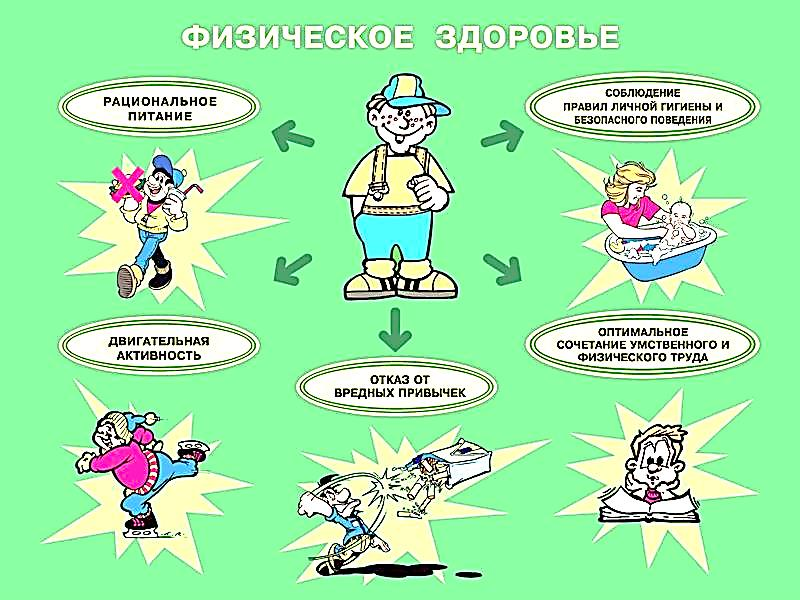 ФИЗИЧЕСКОЕ ЗДОРОВЬЕ
РАЦИОНАЛЬНОЕ
ПИТАНИЕ
СОБЛЮДЕНИЕ
ПРАВИЛ ЛИЧНОЙ ГИГИЕНЫ И
БЕЗОПАСНОГО ПОВЕДЕНИЯ
ДВИГАТЕЛЬНАЯ
АКТИВНОСТЬ
ОТКАЗ ОТ
ВРЕДНЫХ ПРИВЫЧЕК
ОПТИМАЛЬНОЕ
СОЧЕТАНИЕ УМСТВЕННОГО И
ФИЗИЧЕСКОГО ТРУДА